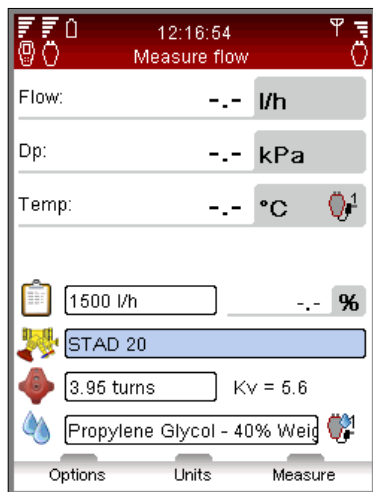 12:16:54
Measure flow
Flow: -.- l/h
Dp: -.- kPa
Temp: -.- °C 1
1500 l/h -.- %
STAD 20
3.95 turns Kv = 5.6
Propylene Glycol - 40% Weig
Options Units Measure